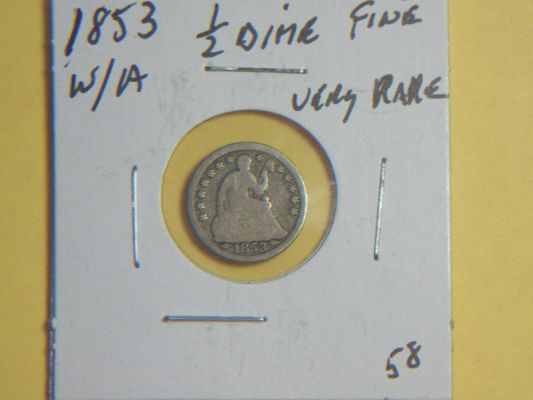 1853 1/2 DIME FINE
W/A VERY RARE
1853
58